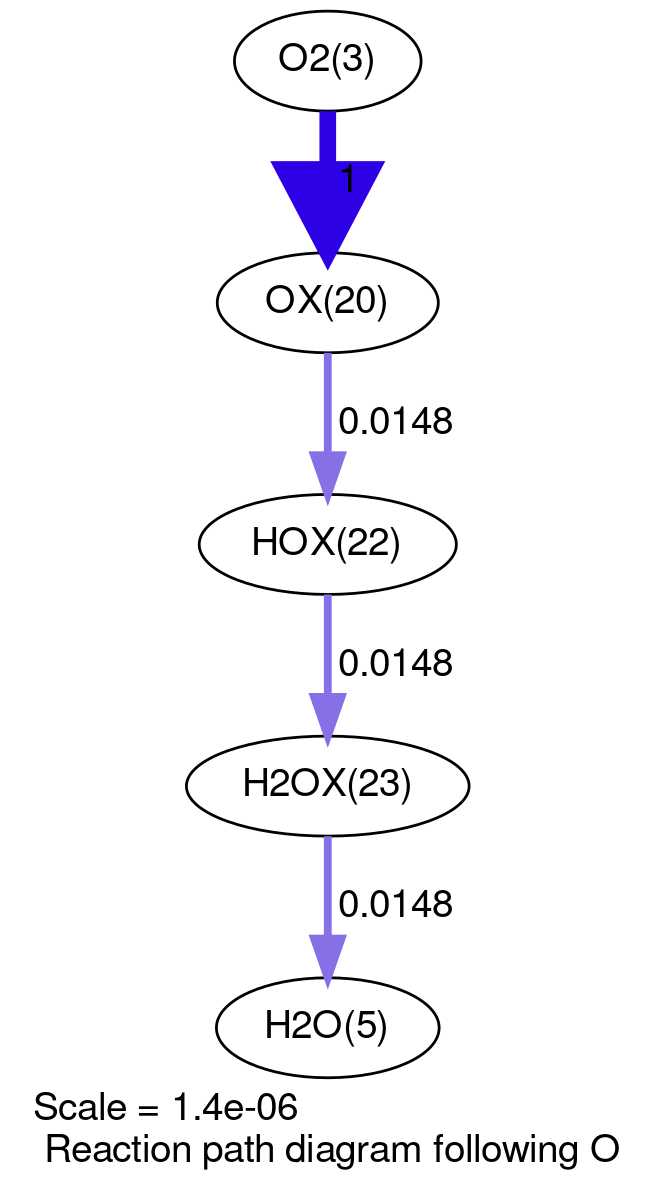 O2(3)
1
OX(20)
0.0148
HOX(22)
0.0148
H2OX(23)
0.0148
H2O(5)
Scale = 1.4e-06
Reaction path diagram following O